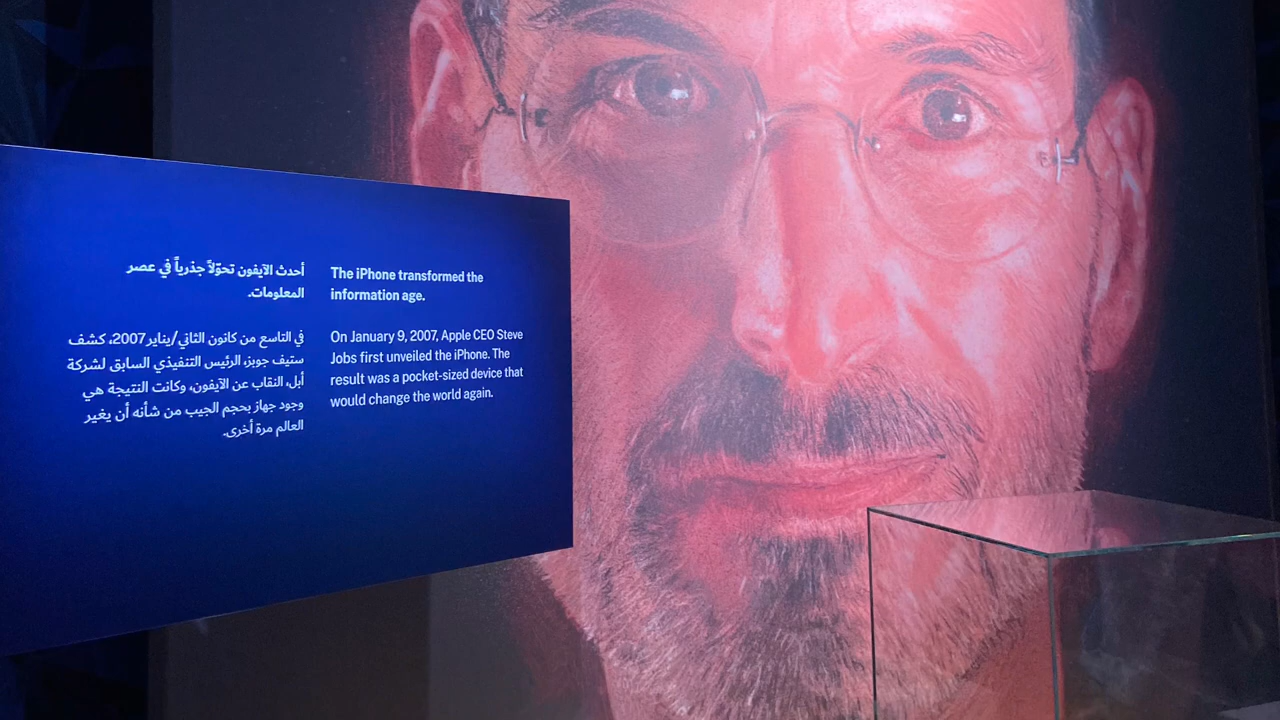 أحدث الآيفون تحوّلاً جذرياً في عصر
المعلومات.
في التاسع من كانون الثاني/يناير 2007، كشف
ستيف جوبز، الرئيس التنفيذي السابق لشركة
أبل، النقاب عن الآيفون، وكانت النتيجة هي
وجود جهاز بحجم الجيب من شأنه أن يغير
العالم مرة أخرى.
The iPhone transformed the
information age.
On January 9, 2007, Apple CEO Steve
Jobs first unveiled the iPhone. The
result was a pocket-sized device that
would change the world again.